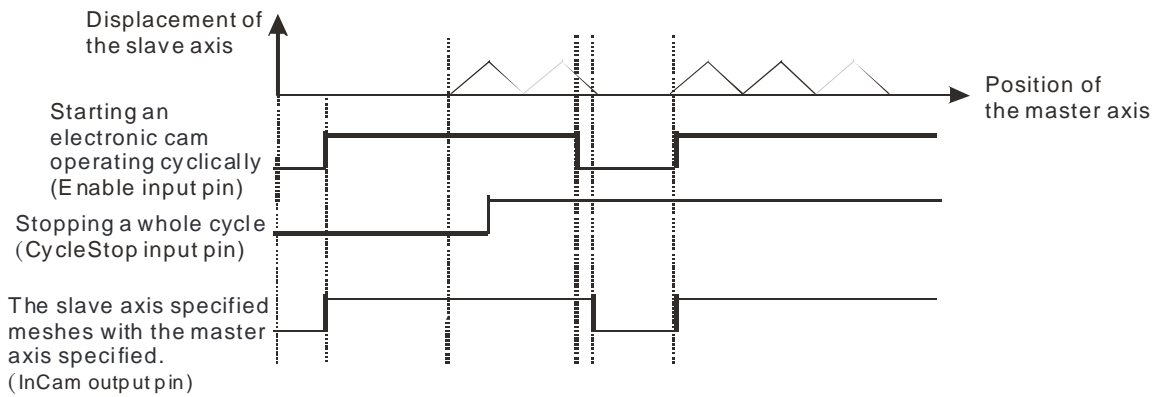 Displacement of
the slave axis
Position of
the master axis
Starting an
electronic cam
operating cyclically
(Enable input pin)
Stopping a whole cycle
(CycleStop input pin)
The slave axis specified
meshes with the master
axis specified.
(InCam output pin)